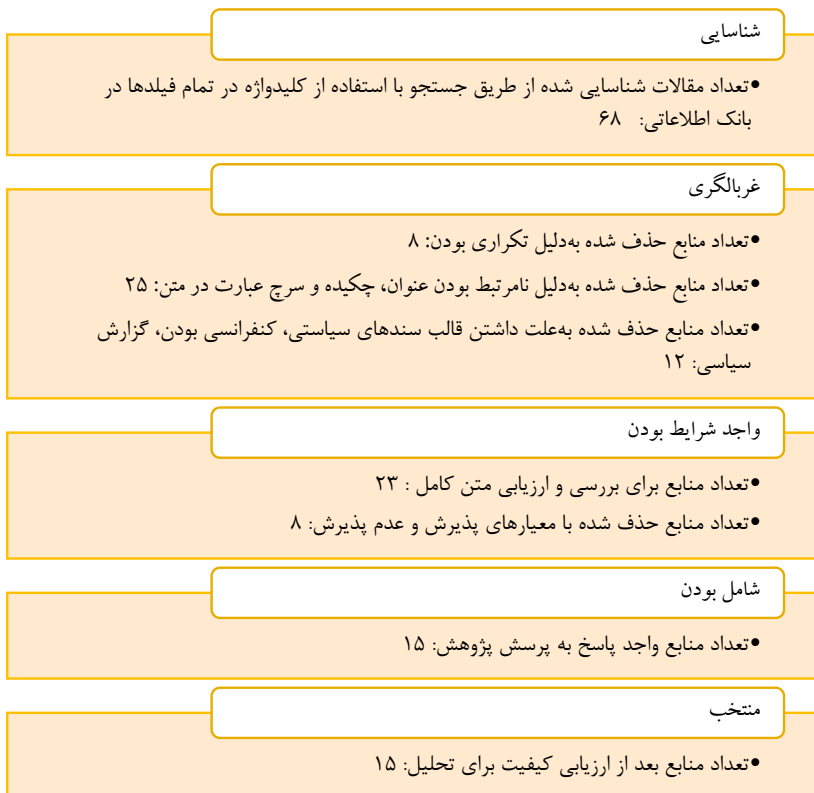 شناسایی
•تعداد مقالات شناسایی شده از طریق جستجو با استفاده از کلیدواژه در تمام فیلدها در
بانک اطلاعاتی: ۶۸
غربالگری
•تعداد منابع حذف شده به‌دلیل تکراری بودن: ۸
•تعداد منابع حذف شده به‌دلیل نامرتبط بودن عنوان، چکیده و سرچ عبارت در متن: ۲۵
•تعداد منابع حذف شده به‌علت داشتن قالب سندهای سیاستی، کنفرانسی بودن، گزارش
سیاسی: ۱۲
واجد شرایط بودن
•تعداد منابع برای بررسی و ارزیابی متن کامل : ۲۳
•تعداد منابع حذف شده با معیارهای پذیرش و عدم پذیرش: ۸
شامل بودن
•تعداد منابع واجد پاسخ به پرسش پژوهش: ۱۵
منتخب
•تعداد منابع بعد از ارزیابی کیفیت برای تحلیل: ۱۵